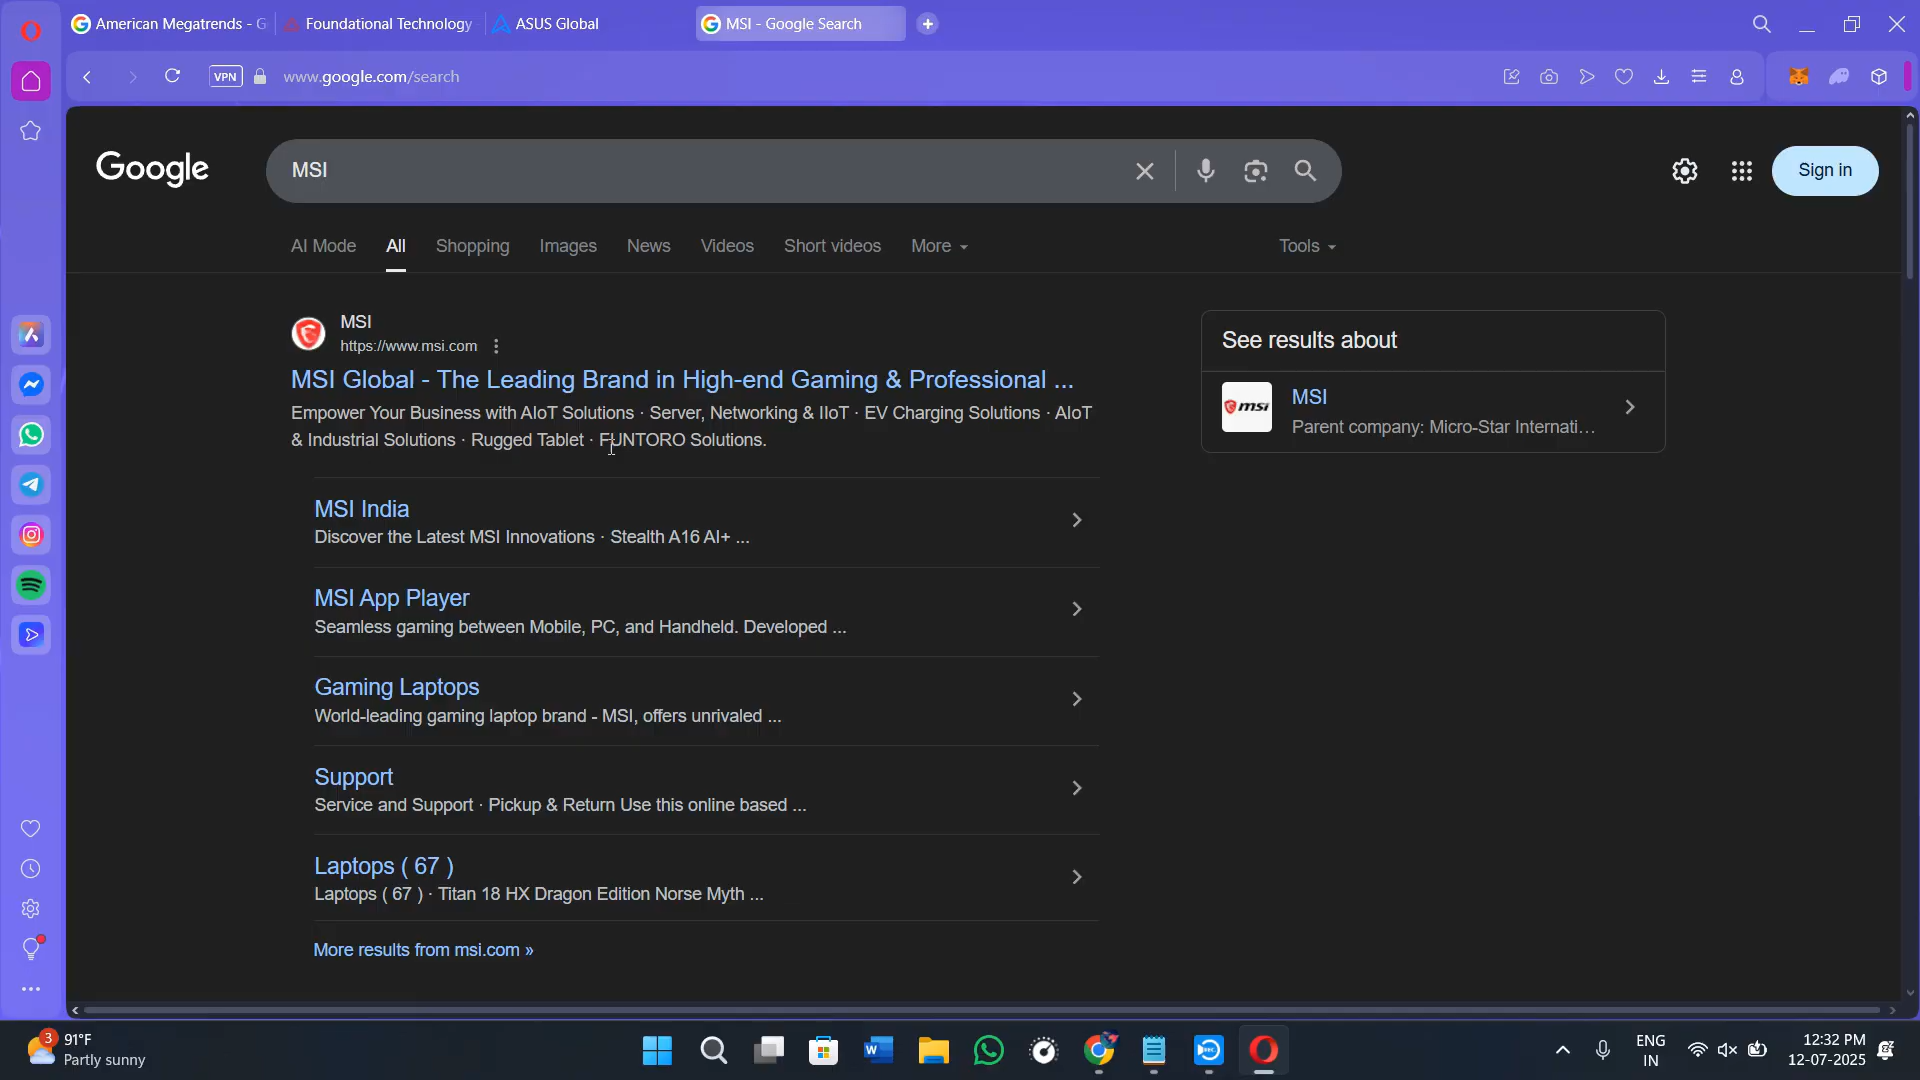 American Megatrends - G
Foundational Technology
ASUS Global
MSI - Google Search
VPN
www.google.com/search
Google
MSI
Sign in
AI Mode
All
Shopping
Images
News
Videos
Short videos
More
Tools
MSI
https://www.msi.com
MSI Global - The Leading Brand in High-end Gaming & Professional ...
Empower Your Business with AIoT Solutions · Server, Networking & IIoT · EV Charging Solutions · AIoT
& Industrial Solutions · Rugged Tablet · FUNTORO Solutions.
See results about
msi
MSI
Parent company: Micro-Star Internati...
MSI India
Discover the Latest MSI Innovations · Stealth A16 AI+ ...
MSI App Player
Seamless gaming between Mobile, PC, and Handheld. Developed ...
Gaming Laptops
World-leading gaming laptop brand - MSI, offers unrivaled ...
Support
Service and Support · Pickup & Return Use this online based ...
Laptops ( 67 )
Laptops ( 67 ) · Titan 18 HX Dragon Edition Norse Myth ...
More results from msi.com »
3
91°F
Partly sunny
ENG
IN
12:32 PM
12-07-2025